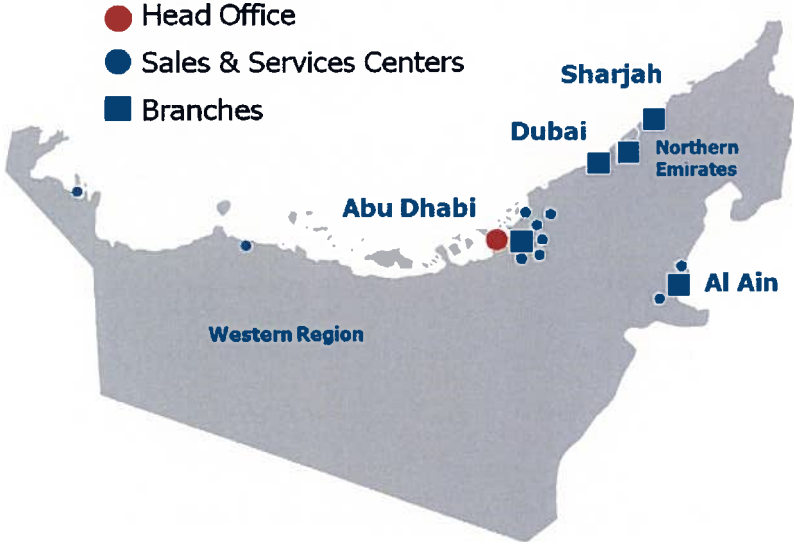 Head Office
Sales & Services Centers
Branches
Sharjah
Dubai
Northern
Emirates
Abu Dhabi
Al Ain
Western Region